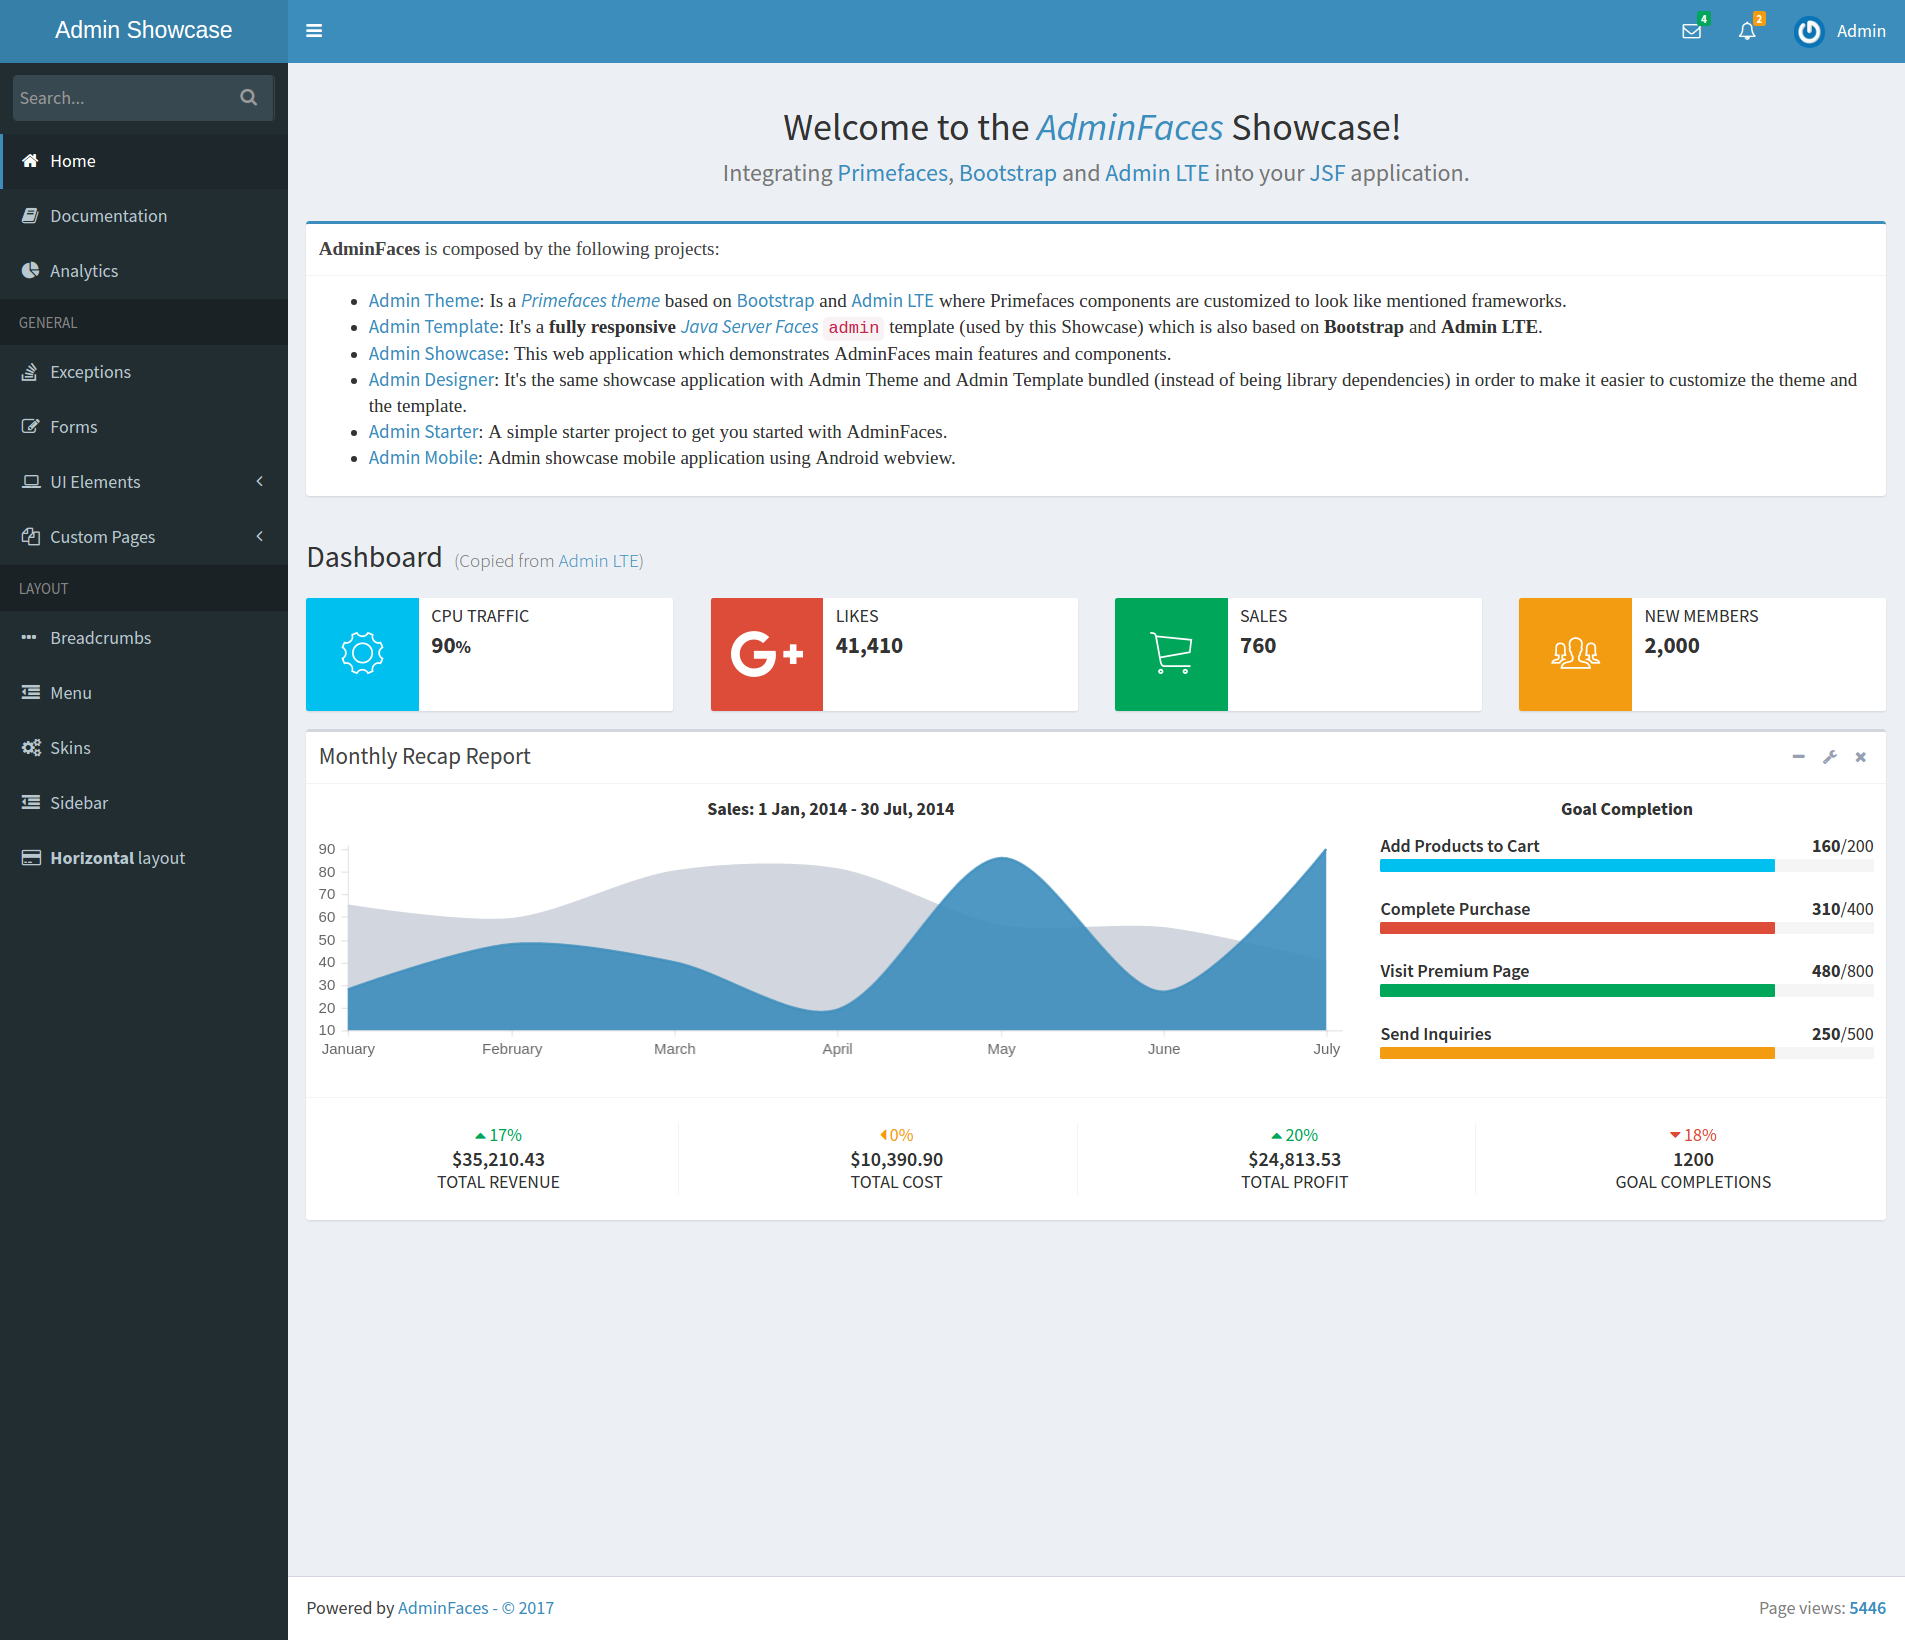 Admin Showcase
4
2
Admin
Search...
Home
Documentation
Analytics
GENERAL
Exceptions
Forms
UI Elements
Custom Pages
LAYOUT
Breadcrumbs
Menu
Skins
Sidebar
Horizontal layout
Welcome to the AdminFaces Showcase!
Integrating Primefaces, Bootstrap and Admin LTE into your JSF application.
AdminFaces is composed by the following projects:
Admin Theme: Is a Primefaces theme based on Bootstrap and Admin LTE where Primefaces components are customized to look like mentioned frameworks.
Admin Template: It's a fully responsive Java Server Faces admin template (used by this Showcase) which is also based on Bootstrap and Admin LTE.
Admin Showcase: This web application which demonstrates AdminFaces main features and components.
Admin Designer: It's the same showcase application with Admin Theme and Admin Template bundled (instead of being library dependencies) in order to make it easier to customize the theme and
the template.
Admin Starter: A simple starter project to get you started with AdminFaces.
Admin Mobile: Admin showcase mobile application using Android webview.
Dashboard (Copied from Admin LTE)
CPU TRAFFIC
90%
G+
LIKES
41,410
SALES
760
NEW MEMBERS
2,000
Monthly Recap Report
Sales: 1 Jan, 2014 - 30 Jul, 2014
90
80
70
60
50
40
30
20
10
January February March April May June July
Goal Completion
Add Products to Cart 160/200
Complete Purchase 310/400
Visit Premium Page 480/800
Send Inquiries 250/500
17%
$35,210.43
TOTAL REVENUE
0%
$10,390.90
TOTAL COST
20%
$24,813.53
TOTAL PROFIT
18%
1200
GOAL COMPLETIONS
Powered by AdminFaces - © 2017
Page views: 5446